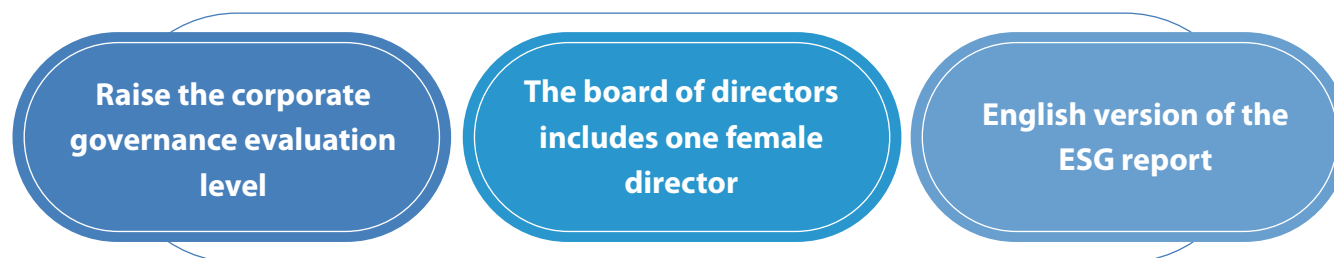 Raise the corporate
governance evaluation
level
The board of directors
includes one female
director
English version of the
ESG report